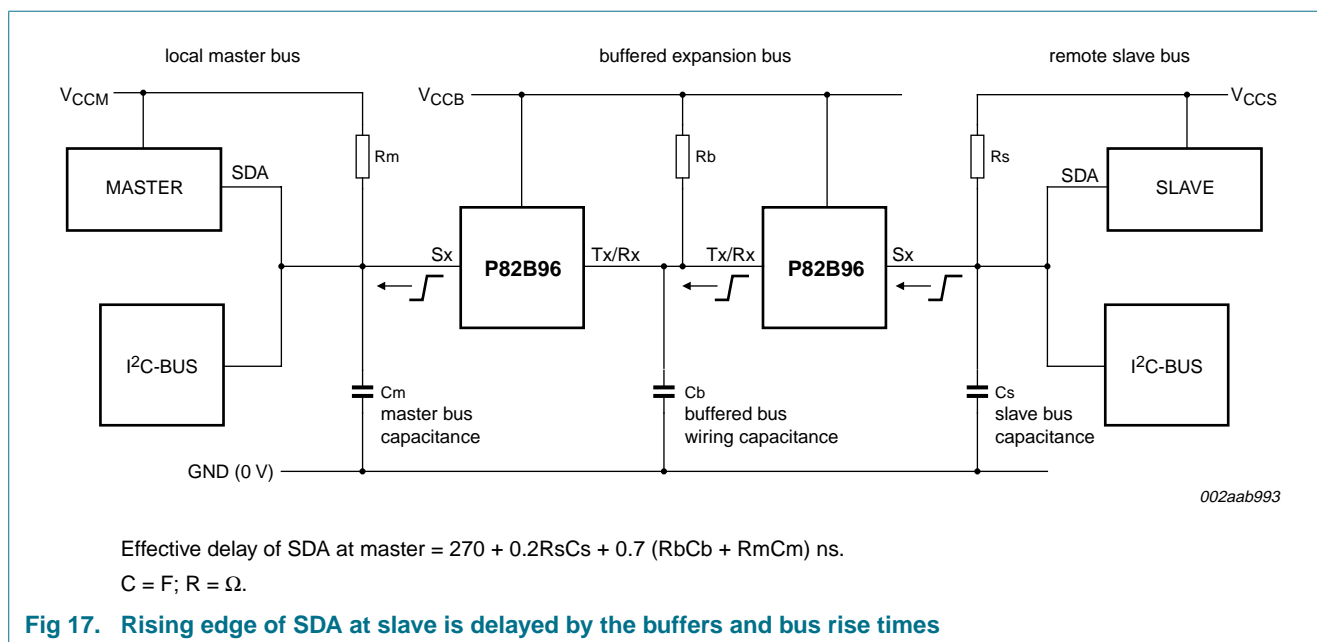 local master bus
buffered expansion bus
remote slave bus
VCCM
VCCB
VCCS
Rm
Rb
Rs
MASTER
SDA
SDA
SLAVE
Sx
P82B96
Tx/Rx
Tx/Rx
P82B96
Sx
I2C-BUS
I2C-BUS
Cm
master bus
capacitance
Cb
buffered bus
wiring capacitance
Cs
slave bus
capacitance
GND (0 V)
002aab993
Effective delay of SDA at master = 270 + 0.2RsCs + 0.7 (RbCb + RmCm) ns.
C = F; R = Ω.
Fig 17. Rising edge of SDA at slave is delayed by the buffers and bus rise times